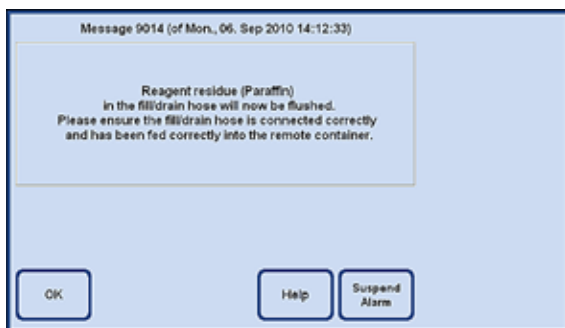 Message 9014 (of Mon., 06. Sep 2010 14:12:33)
Reagent residue (Paraffin)
in the fill/drain hose will now be flushed.
Please ensure the fill/drain hose is connected correctly
and has been fed correctly into the remote container.
OK
Help
Suspend
Alarm